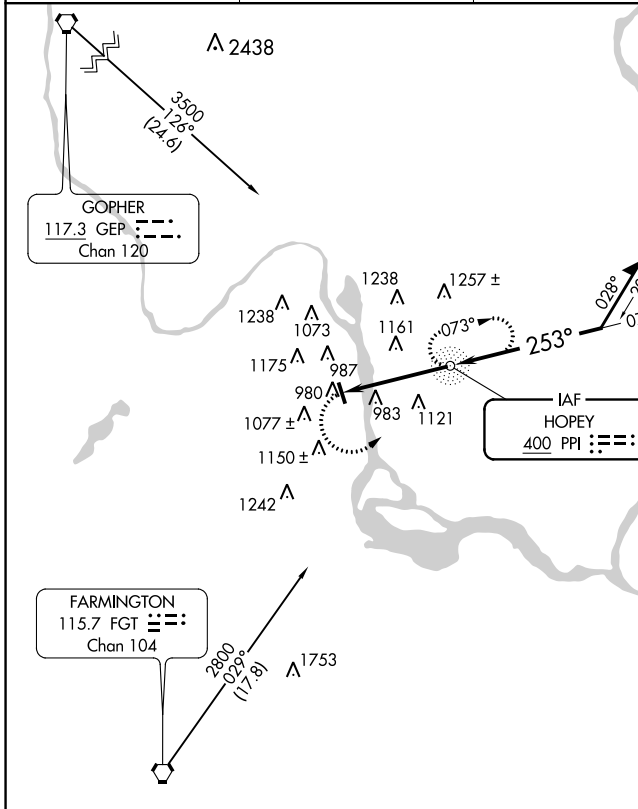 2438
3500
126°
(24.6)
GOPHER
117.3 GEP
Chan 120
1238
1257 ±
1238
1073
1161
073°
253°
028°
1175
987
980
983
1121
1077 ±
1150 ±
1242
IAF
HOPEY
400 PPI
FARMINGTON
115.7 FGT
Chan 104
2800
029°
(17.8)
1753